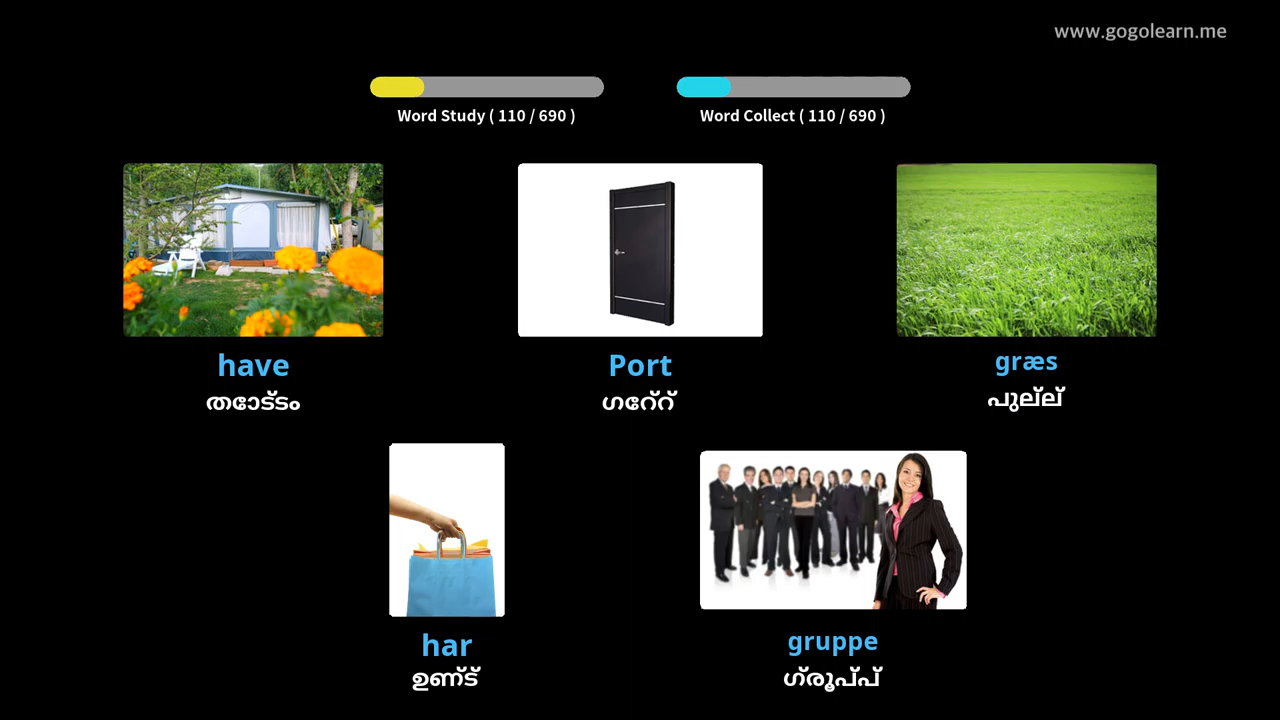 www.gogolearn.me
Word Study ( 110 / 690 )
Word Collect ( 110 / 690 )
have
തോട്ടം
Port
ഗേറ്റ്
græs
പുല്ല്
har
ഉണ്ട്
gruppe
ഗ്രൂപ്പ്